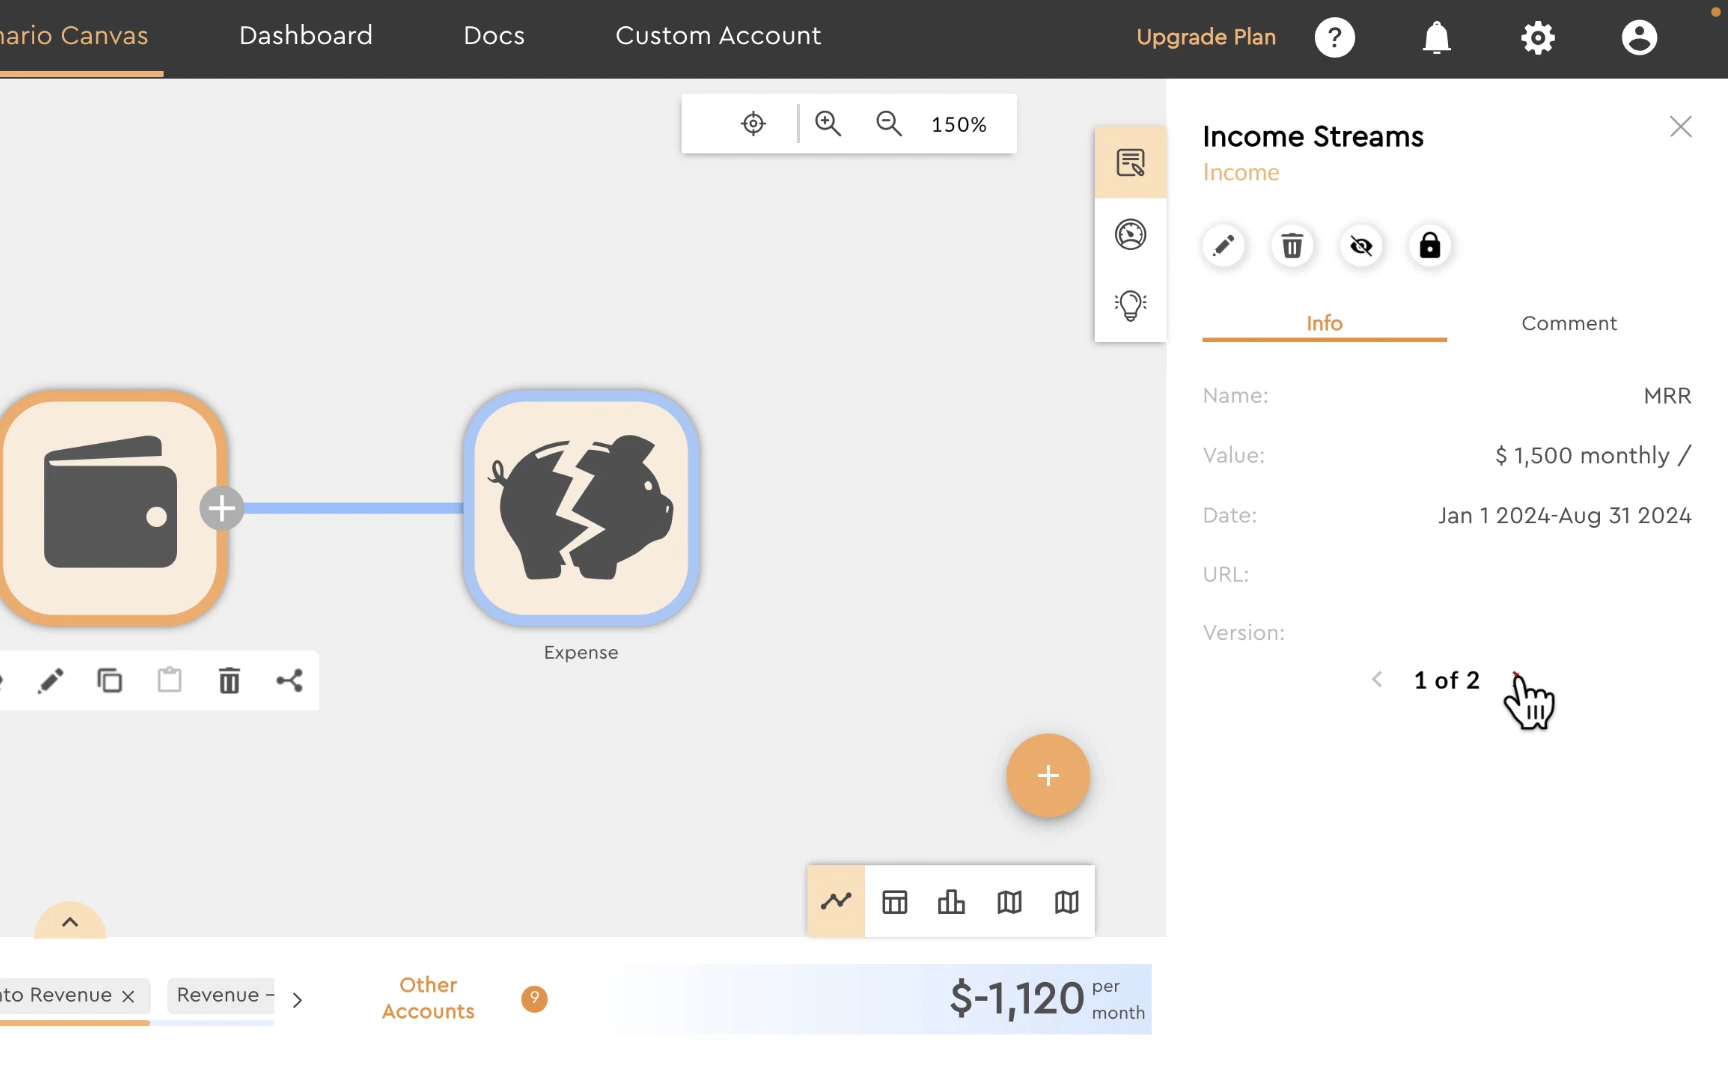 nario Canvas
Dashboard
Docs
Custom Account
Upgrade Plan
?
150%
Income Streams
Income
Info
Comment
Name:
MRR
Value:
$ 1,500 monthly /
Date:
Jan 1 2024-Aug 31 2024
URL:
Version:
1 of 2
Expense
nto Revenue
Revenue –
Other
Accounts
9
$-1,120
per
month